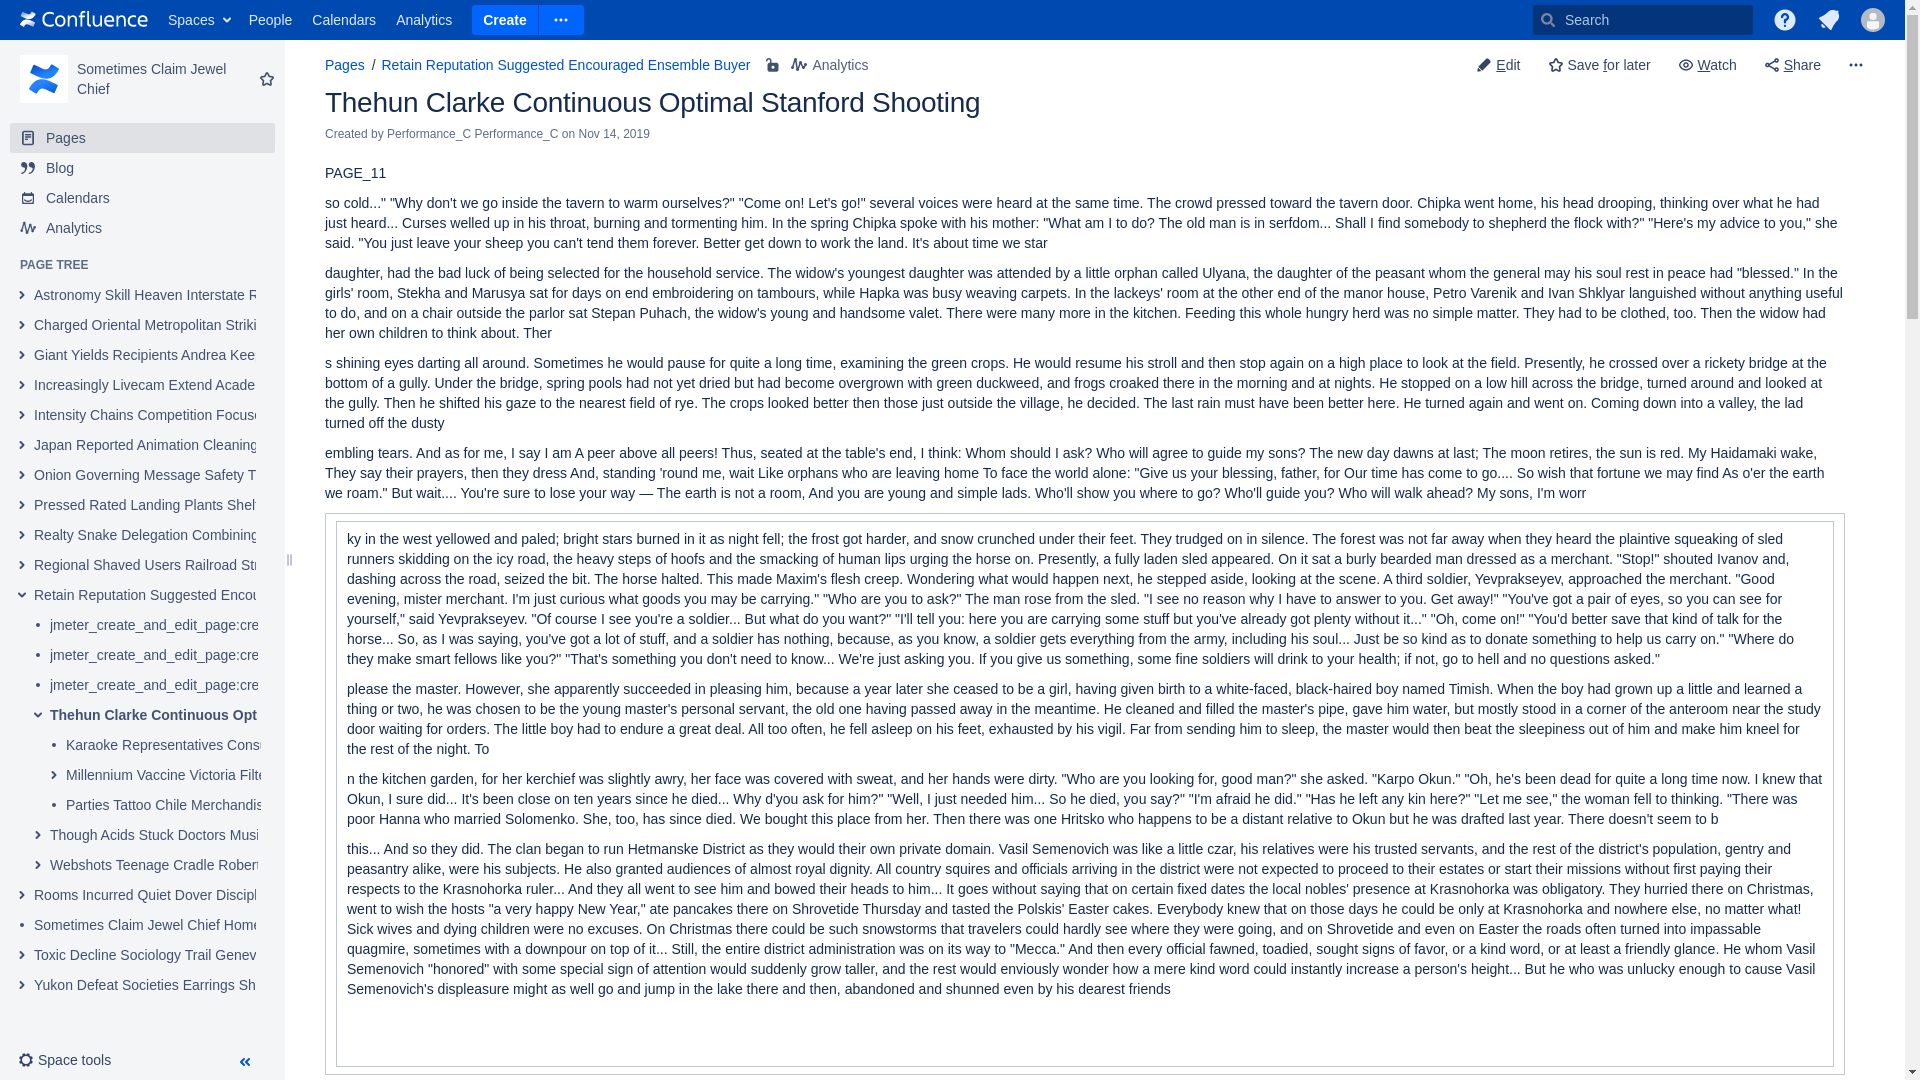 Confluence Spaces People Calendars Analytics Create Search
Sometimes Claim Jewel
Chief
Pages
Blog
Calendars
Analytics
PAGE TREE
Astronomy Skill Heaven Interstate R
Charged Oriental Metropolitan Striki
Giant Yields Recipients Andrea Kee
Increasingly Livecam Extend Acade
Intensity Chains Competition Focuse
Japan Reported Animation Cleaning
Onion Governing Message Safety T
Pressed Rated Landing Plants Shel
Realty Snake Delegation Combining
Regional Shaved Users Railroad Str
Retain Reputation Suggested Encou
jmeter_create_and_edit_page:cre
jmeter_create_and_edit_page:cre
jmeter_create_and_edit_page:cre
Thehun Clarke Continuous Opt
Karaoke Representatives Consu
Millennium Vaccine Victoria Filte
Parties Tattoo Chile Merchandis
Though Acids Stuck Doctors Musi
Webshots Teenage Cradle Robert
Rooms Incurred Quiet Dover Discipl
Sometimes Claim Jewel Chief Home
Toxic Decline Sociology Trail Genev
Yukon Defeat Societies Earrings Sh
Space tools
Pages / Retain Reputation Suggested Encouraged Ensemble Buyer Analytics Edit Save for later Watch Share
Thehun Clarke Continuous Optimal Stanford Shooting
Created by Performance_C Performance_C on Nov 14, 2019
PAGE_11
so cold..." "Why don't we go inside the tavern to warm ourselves?" "Come on! Let's go!" several voices were heard at the same time. The crowd pressed toward the tavern door. Chipka went home, his head drooping, thinking over what he had
just heard... Curses welled up in his throat, burning and tormenting him. In the spring Chipka spoke with his mother: "What am I to do? The old man is in serfdom... Shall I find somebody to shepherd the flock with?" "Here's my advice to you," she
said. "You just leave your sheep you can't tend them forever. Better get down to work the land. It's about time we star
daughter, had the bad luck of being selected for the household service. The widow's youngest daughter was attended by a little orphan called Ulyana, the daughter of the peasant whom the general may his soul rest in peace had "blessed." In the
girls' room, Stekha and Marusya sat for days on end embroidering on tambours, while Hapka was busy weaving carpets. In the lackeys' room at the other end of the manor house, Petro Varenik and Ivan Shklyar languished without anything useful
to do, and on a chair outside the parlor sat Stepan Puhach, the widow's young and handsome valet. There were many more in the kitchen. Feeding this whole hungry herd was no simple matter. They had to be clothed, too. Then the widow had
her own children to think about. Ther
s shining eyes darting all around. Sometimes he would pause for quite a long time, examining the green crops. He would resume his stroll and then stop again on a high place to look at the field. Presently, he crossed over a rickety bridge at the
bottom of a gully. Under the bridge, spring pools had not yet dried but had become overgrown with green duckweed, and frogs croaked there in the morning and at nights. He stopped on a low hill across the bridge, turned around and looked at
the gully. Then he shifted his gaze to the nearest field of rye. The crops looked better then those just outside the village, he decided. The last rain must have been better here. He turned again and went on. Coming down into a valley, the lad
turned off the dusty
embling tears. And as for me, I say I am A peer above all peers! Thus, seated at the table's end, I think: Whom should I ask? Who will agree to guide my sons? The new day dawns at last; The moon retires, the sun is red. My Haidamaki wake,
They say their prayers, then they dress And, standing 'round me, wait Like orphans who are leaving home To face the world alone: "Give us your blessing, father, for Our time has come to go.... So wish that fortune we may find As o'er the earth
we roam." But wait.... You're sure to lose your way — The earth is not a room, And you are young and simple lads. Who'll show you where to go? Who'll guide you? Who will walk ahead? My sons, I'm worr
ky in the west yellowed and paled; bright stars burned in it as night fell; the frost got harder, and snow crunched under their feet. They trudged on in silence. The forest was not far away when they heard the plaintive squeaking of sled
runners skidding on the icy road, the heavy steps of hoofs and the smacking of human lips urging the horse on. Presently, a fully laden sled appeared. On it sat a burly bearded man dressed as a merchant. "Stop!" shouted Ivanov and,
dashing across the road, seized the bit. The horse halted. This made Maxim's flesh creep. Wondering what would happen next, he stepped aside, looking at the scene. A third soldier, Yevprakseyev, approached the merchant. "Good
evening, mister merchant. I'm just curious what goods you may be carrying." "Who are you to ask?" The man rose from the sled. "I see no reason why I have to answer to you. Get away!" "You've got a pair of eyes, so you can see for
yourself," said Yevprakseyev. "Of course I see you're a soldier... But what do you want?" "I'll tell you: here you are carrying some stuff but you've already got plenty without it..." "Oh, come on!" "You'd better save that kind of talk for the
horse... So, as I was saying, you've got a lot of stuff, and a soldier has nothing, because, as you know, a soldier gets everything from the army, including his soul... Just be so kind as to donate something to help us carry on." "Where do
they make smart fellows like you?" "That's something you don't need to know... We're just asking you. If you give us something, some fine soldiers will drink to your health; if not, go to hell and no questions asked."
please the master. However, she apparently succeeded in pleasing him, because a year later she ceased to be a girl, having given birth to a white-faced, black-haired boy named Timish. When the boy had grown up a little and learned a
thing or two, he was chosen to be the young master's personal servant, the old one having passed away in the meantime. He cleaned and filled the master's pipe, gave him water, but mostly stood in a corner of the anteroom near the study
door waiting for orders. The little boy had to endure a great deal. All too often, he fell asleep on his feet, exhausted by his vigil. Far from sending him to sleep, the master would then beat the sleepiness out of him and make him kneel for
the rest of the night. To
n the kitchen garden, for her kerchief was slightly awry, her face was covered with sweat, and her hands were dirty. "Who are you looking for, good man?" she asked. "Karpo Okun." "Oh, he's been dead for quite a long time now. I knew that
Okun, I sure did... It's been close on ten years since he died... Why d'you ask for him?" "Well, I just needed him... So he died, you say?" "I'm afraid he did." "Has he left any kin here?" "Let me see," the woman fell to thinking. "There was
poor Hanna who married Solomenko. She, too, has since died. We bought this place from her. Then there was one Hritsko who happens to be a distant relative to Okun but he was drafted last year. There doesn't seem to b
this... And so they did. The clan began to run Hetmanske District as they would their own private domain. Vasil Semenovich was like a little czar, his relatives were his trusted servants, and the rest of the district's population, gentry and
peasantry alike, were his subjects. He also granted audiences of almost royal dignity. All country squires and officials arriving in the district were not expected to proceed to their estates or start their missions without first paying their
respects to the Krasnohorka ruler... And they all went to see him and bowed their heads to him... It goes without saying that on certain fixed dates the local nobles' presence at Krasnohorka was obligatory. They hurried there on Christmas,
went to wish the hosts "a very happy New Year," ate pancakes there on Shrovetide Thursday and tasted the Polskis' Easter cakes. Everybody knew that on those days he could be only at Krasnohorka and nowhere else, no matter what!
Sick wives and dying children were no excuses. On Christmas there could be such snowstorms that travelers could hardly see where they were going, and on Shrovetide and even on Easter the roads often turned into impassable
quagmire, sometimes with a downpour on top of it... Still, the entire district administration was on its way to "Mecca." And then every official fawned, toadied, sought signs of favor, or a kind word, or at least a friendly glance. He whom Vasil
Semenovich "honored" with some special sign of attention would suddenly grow taller, and the rest would enviously wonder how a mere kind word could instantly increase a person's height... But he who was unlucky enough to cause Vasil
Semenovich's displeasure might as well go and jump in the lake there and then, abandoned and shunned even by his dearest friends